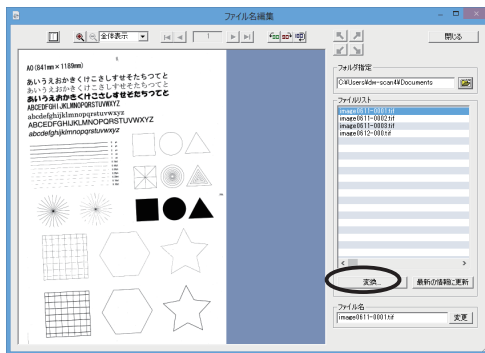 ファイル名編集
全体表示
1
閉じる
A0(841mm×1189mm)
あいうえおかきくけこさしすせそたちつてと
あいうえおかきくけこさしすせそたちつてと
あいうえおかきくけこさしすせそたちつてと
ABCEDFGHIJKLMNOPQRSTUVWXYZ
abcdefghijklmnopqrstuvwxyz
ABCEDFGHIJKLMNOPQRSTUVWXYZ
abcdefghijklmnopqrstuvwxyz
フォルダ指定
C:¥Users¥dw-scan4¥Documents
ファイルリスト
image0611-0001.tif
image0611-0002.tif
image0611-0003.tif
image0612-000.tif
変換...
最新の情報に更新
ファイル名
image0611-0001.tif
変更